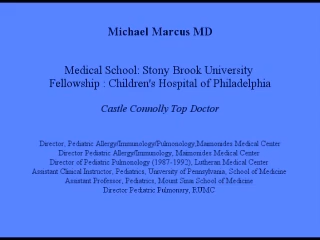 Michael Marcus MD
Medical School: Stony Brook University
Fellowship : Children's Hospital of Philadelphia
Castle Connolly Top Doctor
Director, Pediatric Allergy/Immunology/Pulmonology,Maimonides Medical Center
Director Pediatric Allergy/Immunology, Maimonides Medical Center
Director of Pediatric Pulmonology (1987-1992), Lutheran Medical Center
Assistant Clinical Instructor, Pediatrics, University of Pennsylvania, School of Medicine
Assistant Professor, Pediatrics, Mount Sinai School of Medicine
Director Pediatric Pulmonary, RUMC